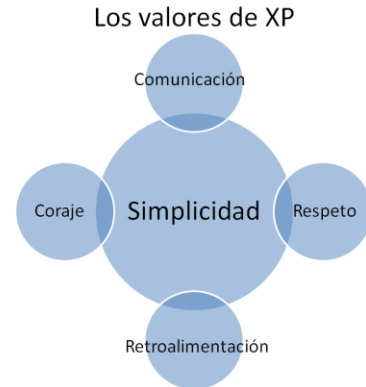 Los valores de XP
Comunicación
Coraje
Simplicidad
Respeto
Retroalimentación